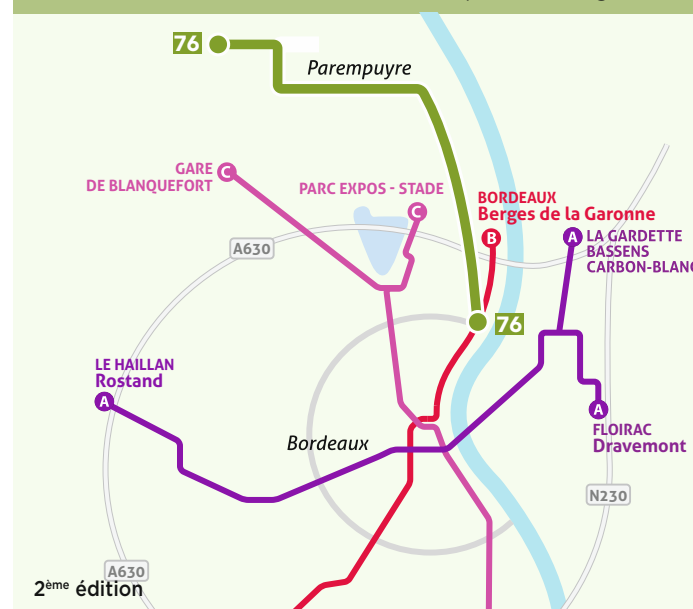 76
Parempuyre
GARE
DE BLANQUEFORT
C
PARC EXPOS - STADE
C
BORDEAUX
Berges de la Garonne
B
A
LA GARDETTE
BASSENS
CARBON-BLANC
A630
76
LE HAILLAN
Rostand
A
A
FLOIRAC
Dravemont
Bordeaux
N230
A630
2ème édition